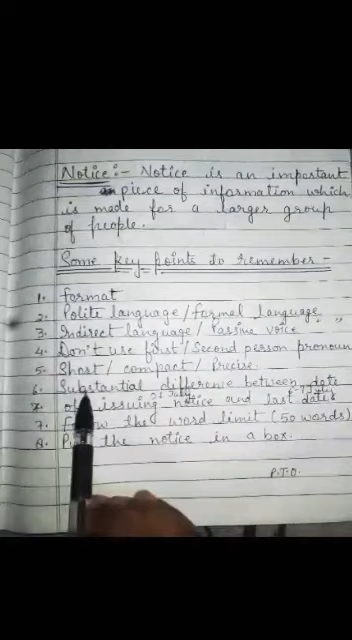 Notice :- Notice is an important
piece of information which
is made for a larger group
of people.
Some key points to remember -
1. Format
2. Polite language / formal language
3. Indirect language / Passive voice " "
4. Don't use first / Second person pronoun
5. Short / compact / Precise
6. Substantial difference between date
of issuing notice and last date
7. the word limit (50 words)
8. the notice in a box.
P.T.O.